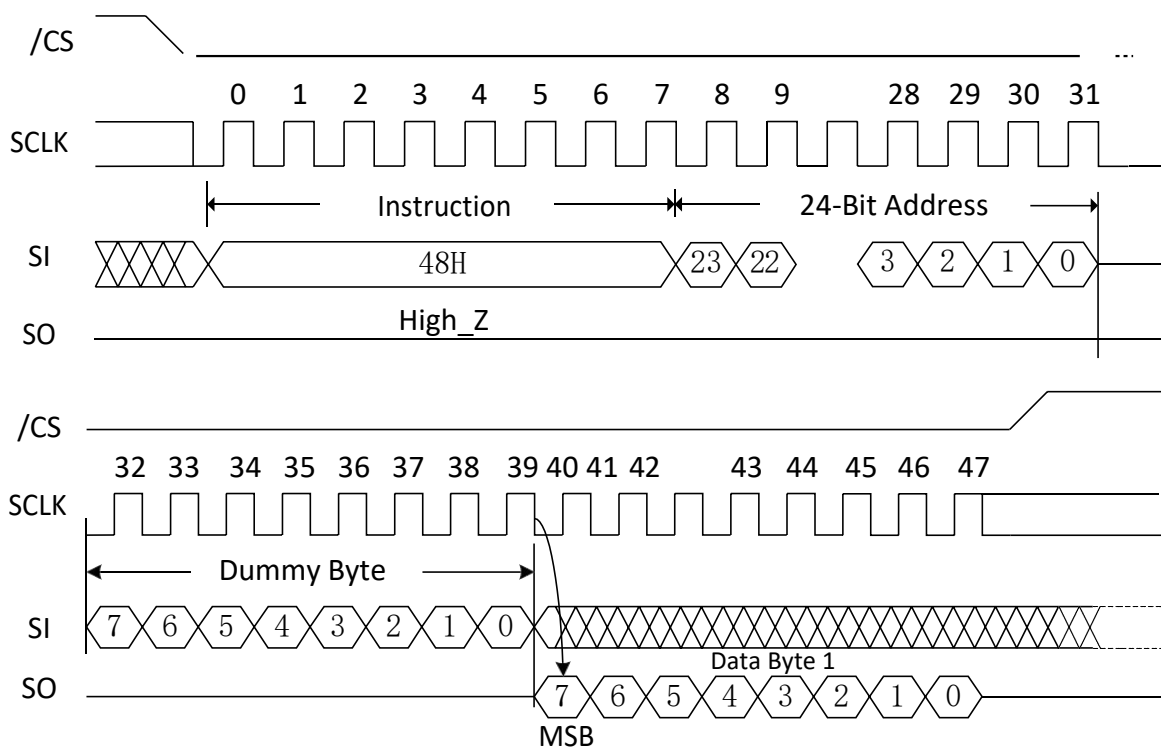 /CS
0 1 2 3 4 5 6 7 8 9 28 29 30 31
SCLK
Instruction 24-Bit Address
SI 48H 23 22 3 2 1 0
High_Z
SO
/CS
32 33 34 35 36 37 38 39 40 41 42 43 44 45 46 47
SCLK
Dummy Byte
SI 7 6 5 4 3 2 1 0
Data Byte 1
SO 7 6 5 4 3 2 1 0
MSB